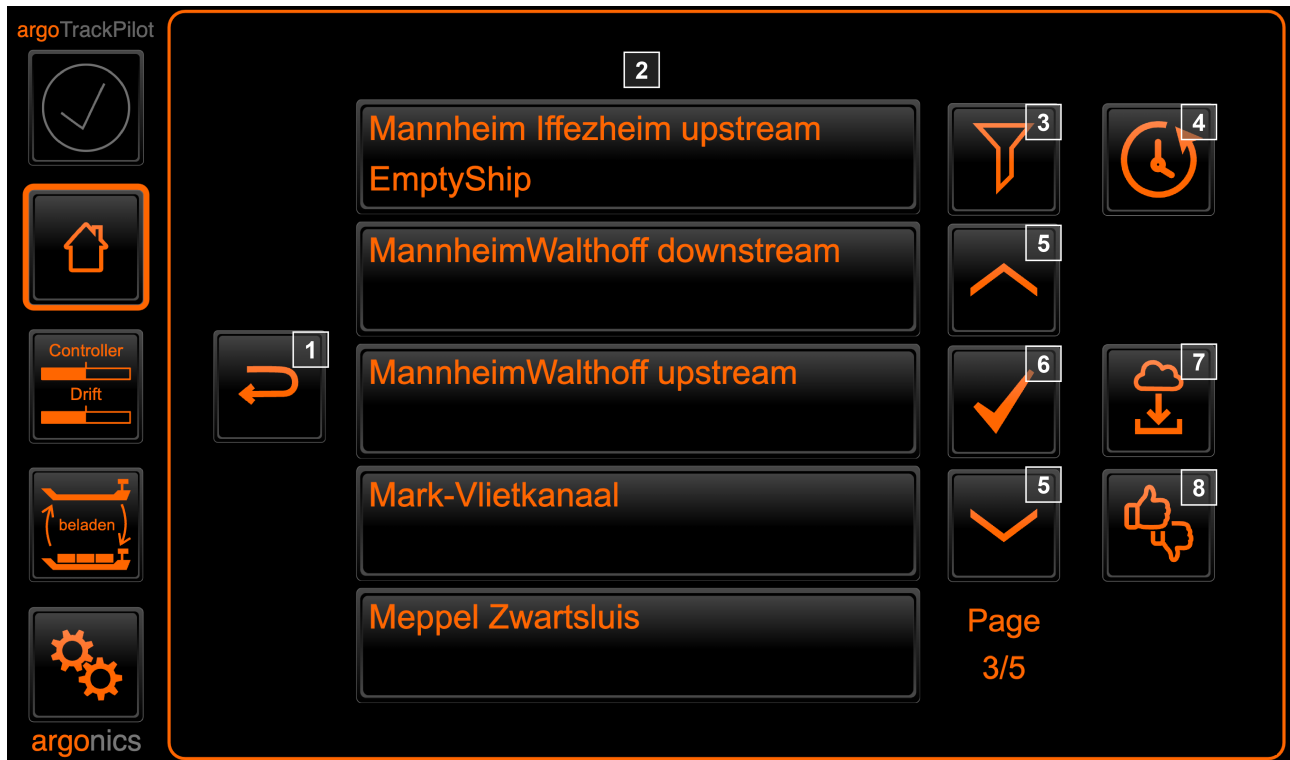 argoTrackPilot
2
Mannheim Iffezheim upstream
EmptyShip
3
4
MannheimWalthoff downstream
5
Controller
Drift
1
MannheimWalthoff upstream
6
7
beladen
Mark-Vlietkanaal
5
8
Meppel Zwartsluis
Page
3/5
argonics